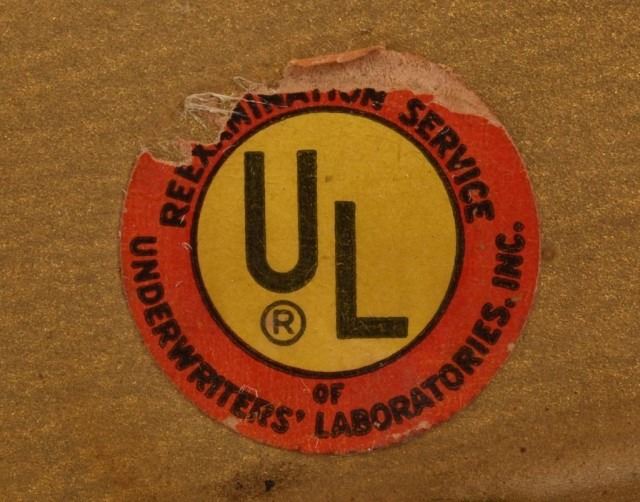 REEXAMINATION SERVICE
UL
®
OF
UNDERWRITERS' LABORATORIES, INC.